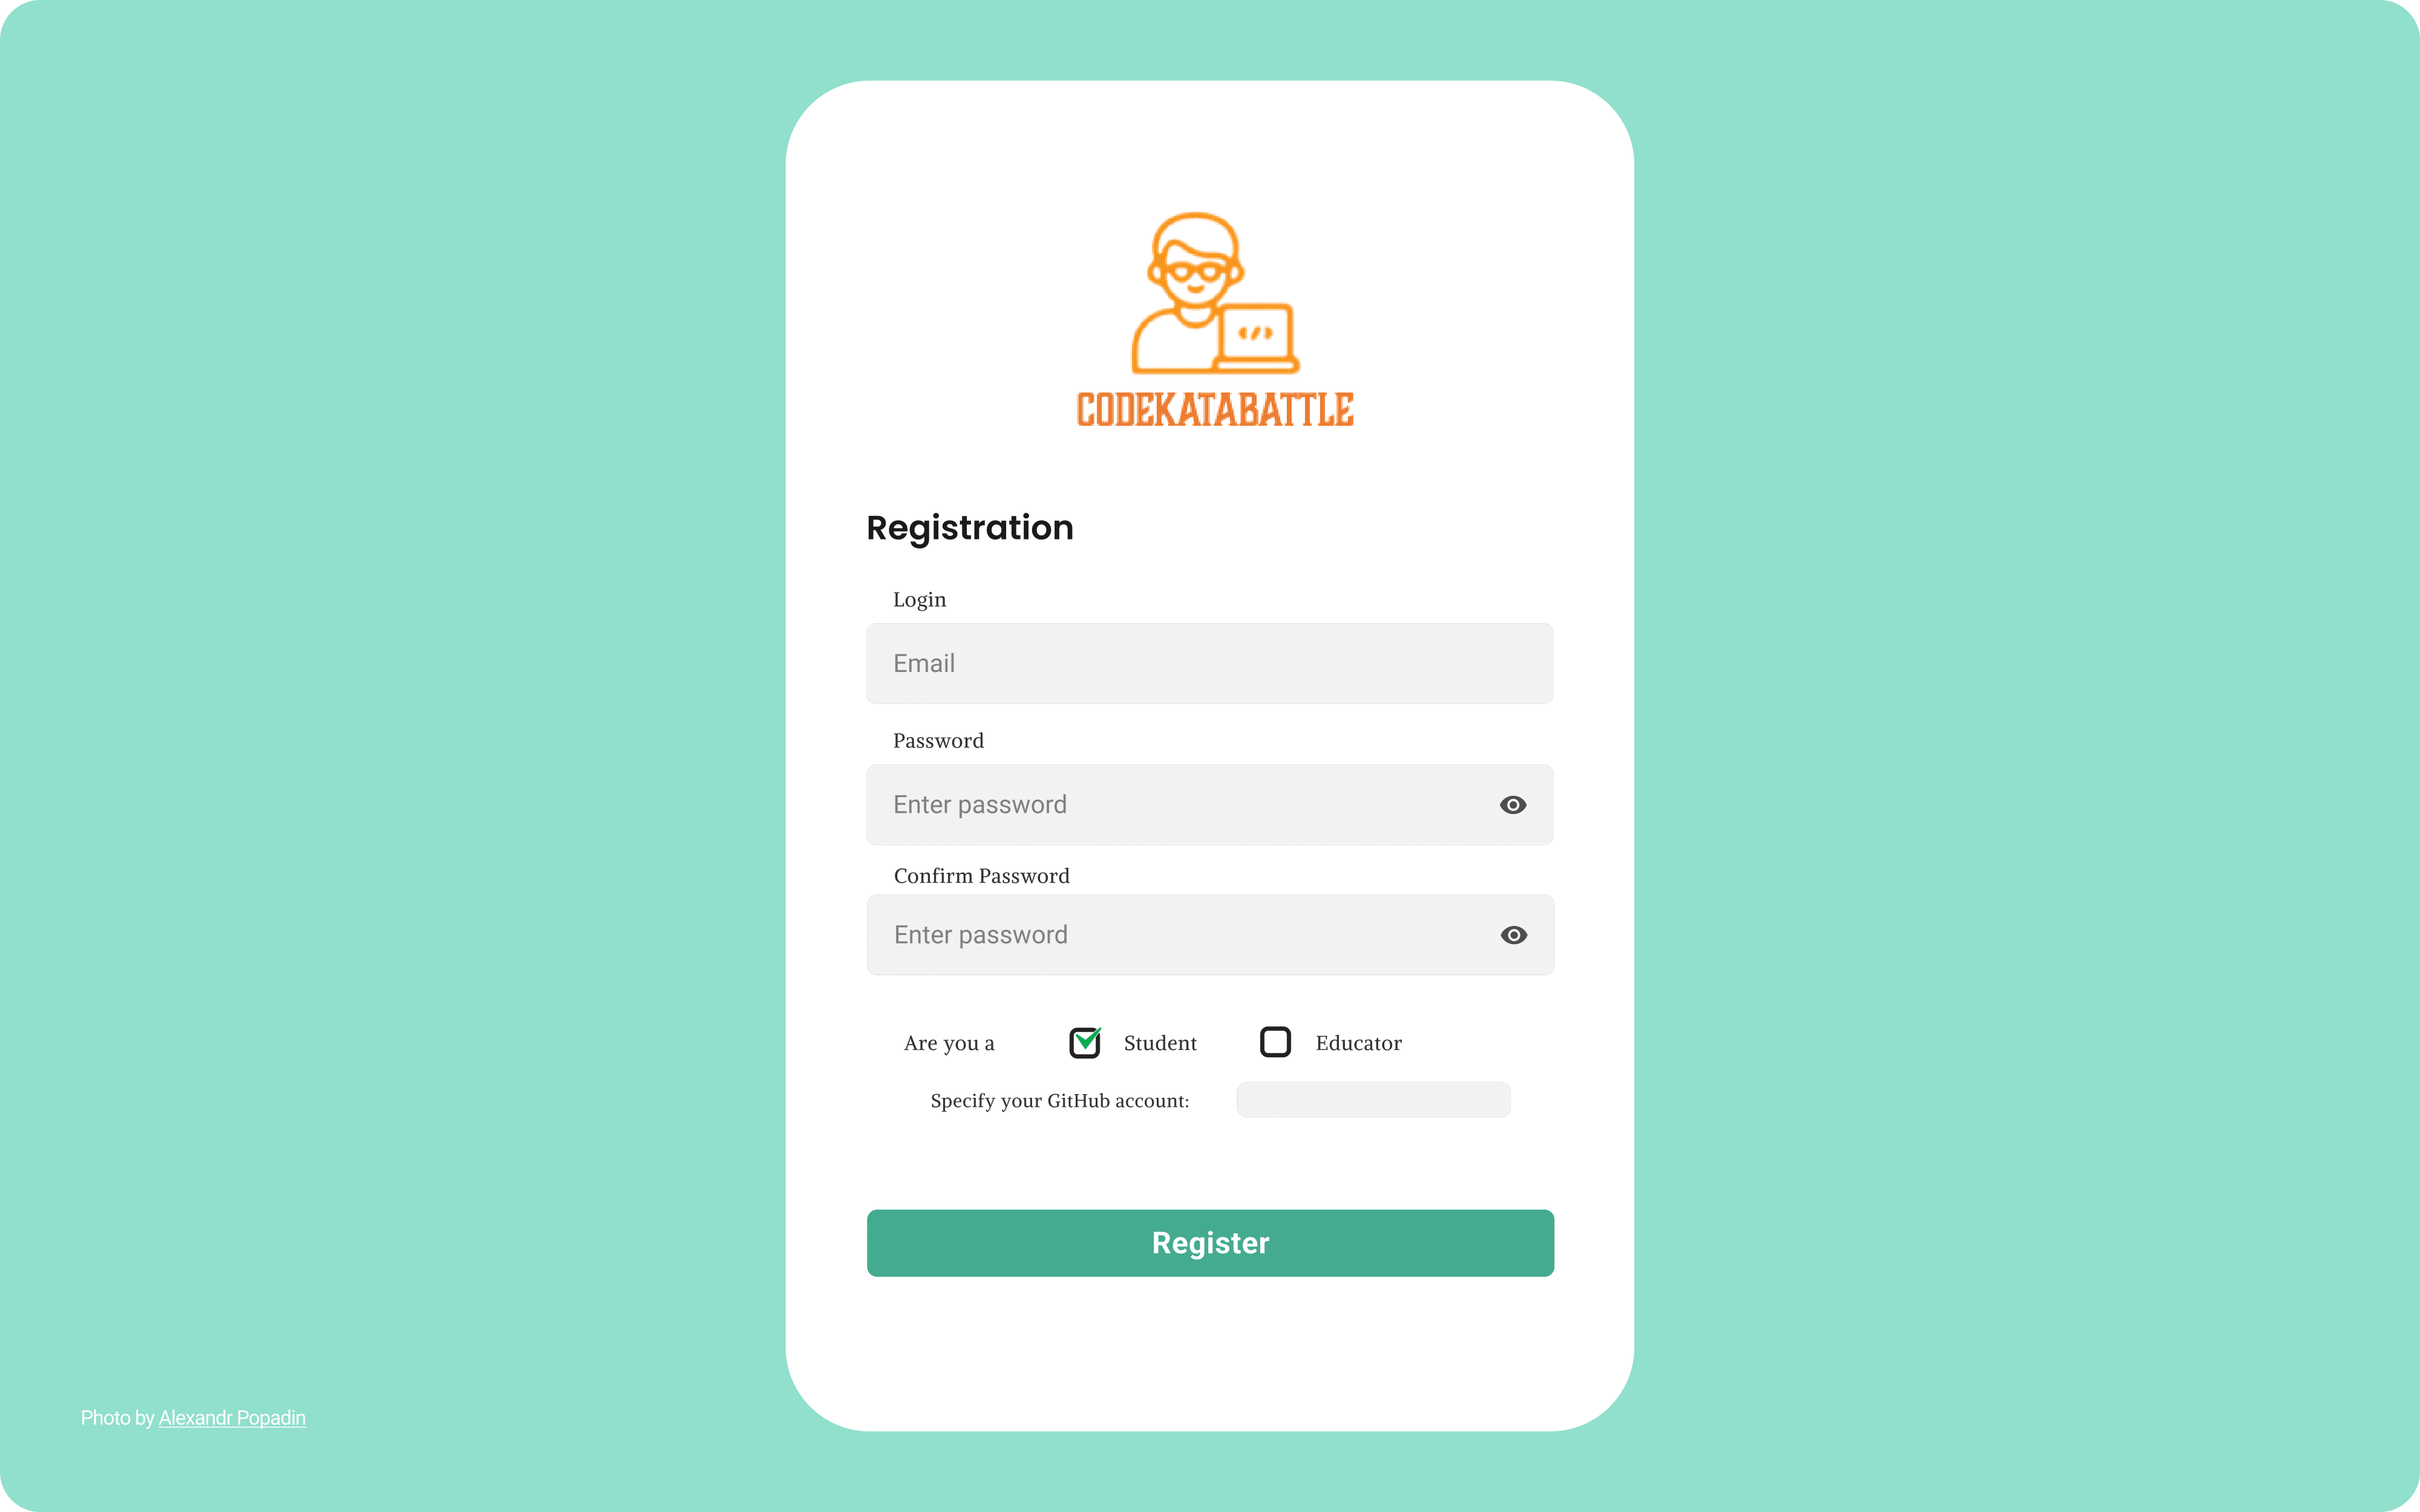 </>
CODEKATABATTLE
Registration
Login
Email
Password
Enter password
Confirm Password
Enter password
Are you a Student Educator
Specify your GitHub account:
Register
Photo by Alexandr Popadin